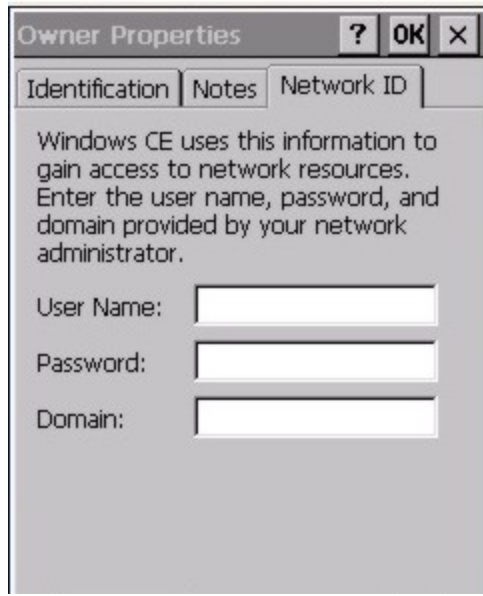 Owner Properties ? OK ×
Identification Notes Network ID
Windows CE uses this information to
gain access to network resources.
Enter the user name, password, and
domain provided by your network
administrator.
User Name:
Password:
Domain: